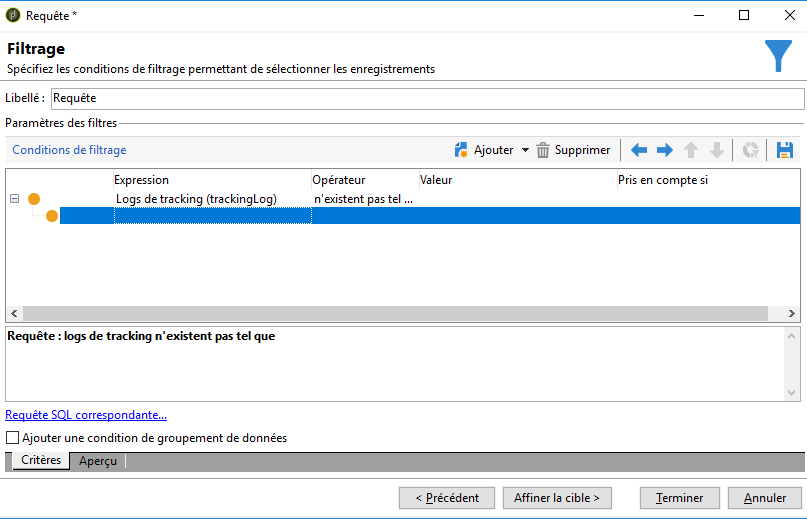 Requête *
Filtrage
Spécifiez les conditions de filtrage permettant de sélectionner les enregistrements
Libellé : Requête
Paramètres des filtres
Conditions de filtrage Ajouter Supprimer
Expression Opérateur Valeur Pris en compte si
Logs de tracking (trackingLog) n'existent pas tel ...
Requête : logs de tracking n'existent pas tel que
Requête SQL correspondante...
Ajouter une condition de groupement de données
Critères Aperçu
< Précédent Affiner la cible > Terminer Annuler